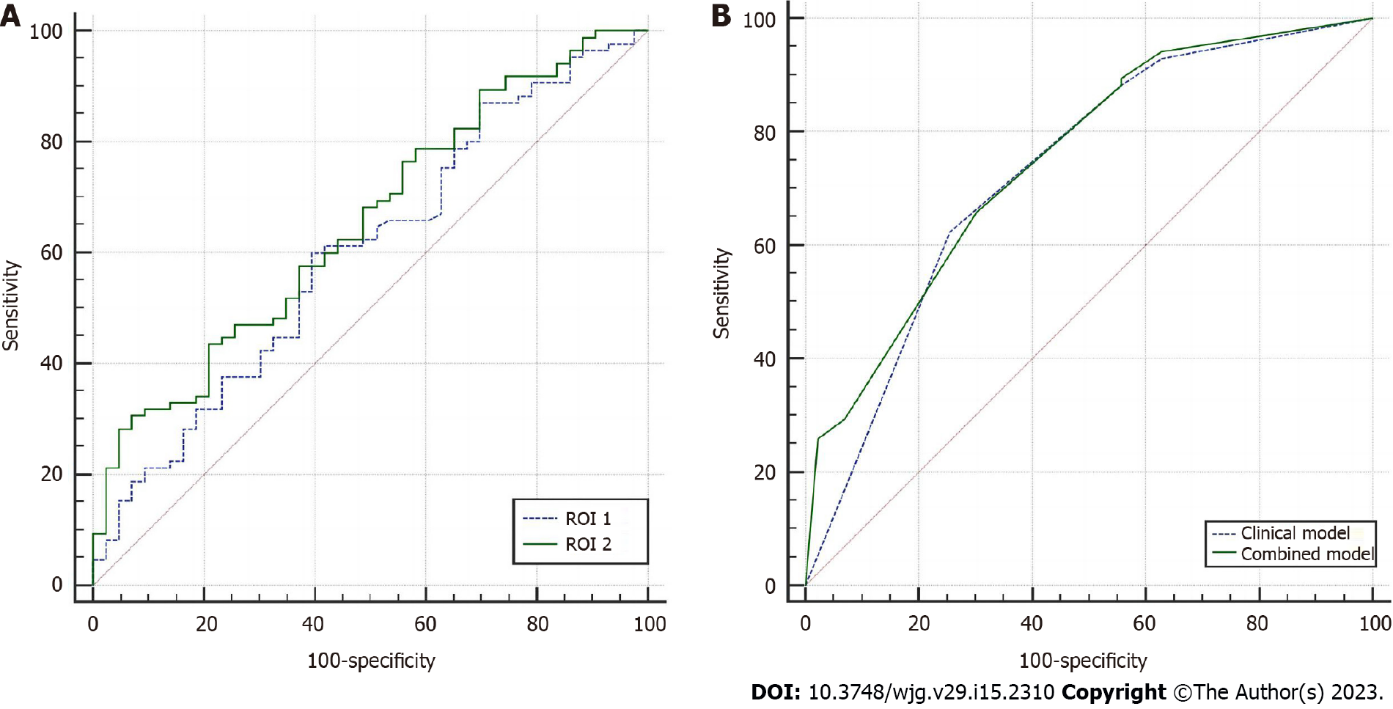 A
100
80
60
40
20
0
Sensitivity
0 20 40 60 80 100
100-specificity
ROI 1
ROI 2
B
100
80
60
40
20
0
Sensitivity
0 20 40 60 80 100
100-specificity
Clinical model
Combined model
DOI: 10.3748/wjg.v29.i15.2310 Copyright ©The Author(s) 2023.